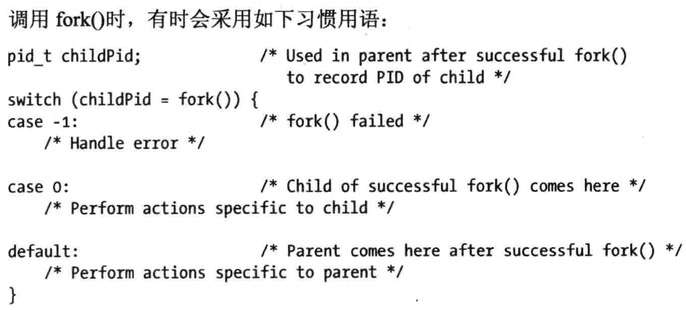 调用 fork()时，有时会采用如下习惯用语：
pid_t childPid;                 /* Used in parent after successful fork()
                                   to record PID of child */
switch (childPid = fork()) {
case -1:                        /* fork() failed */
    /* Handle error */
case 0:                         /* Child of successful fork() comes here */
    /* Perform actions specific to child */
default:                        /* Parent comes here after successful fork() */
    /* Perform actions specific to parent */
}